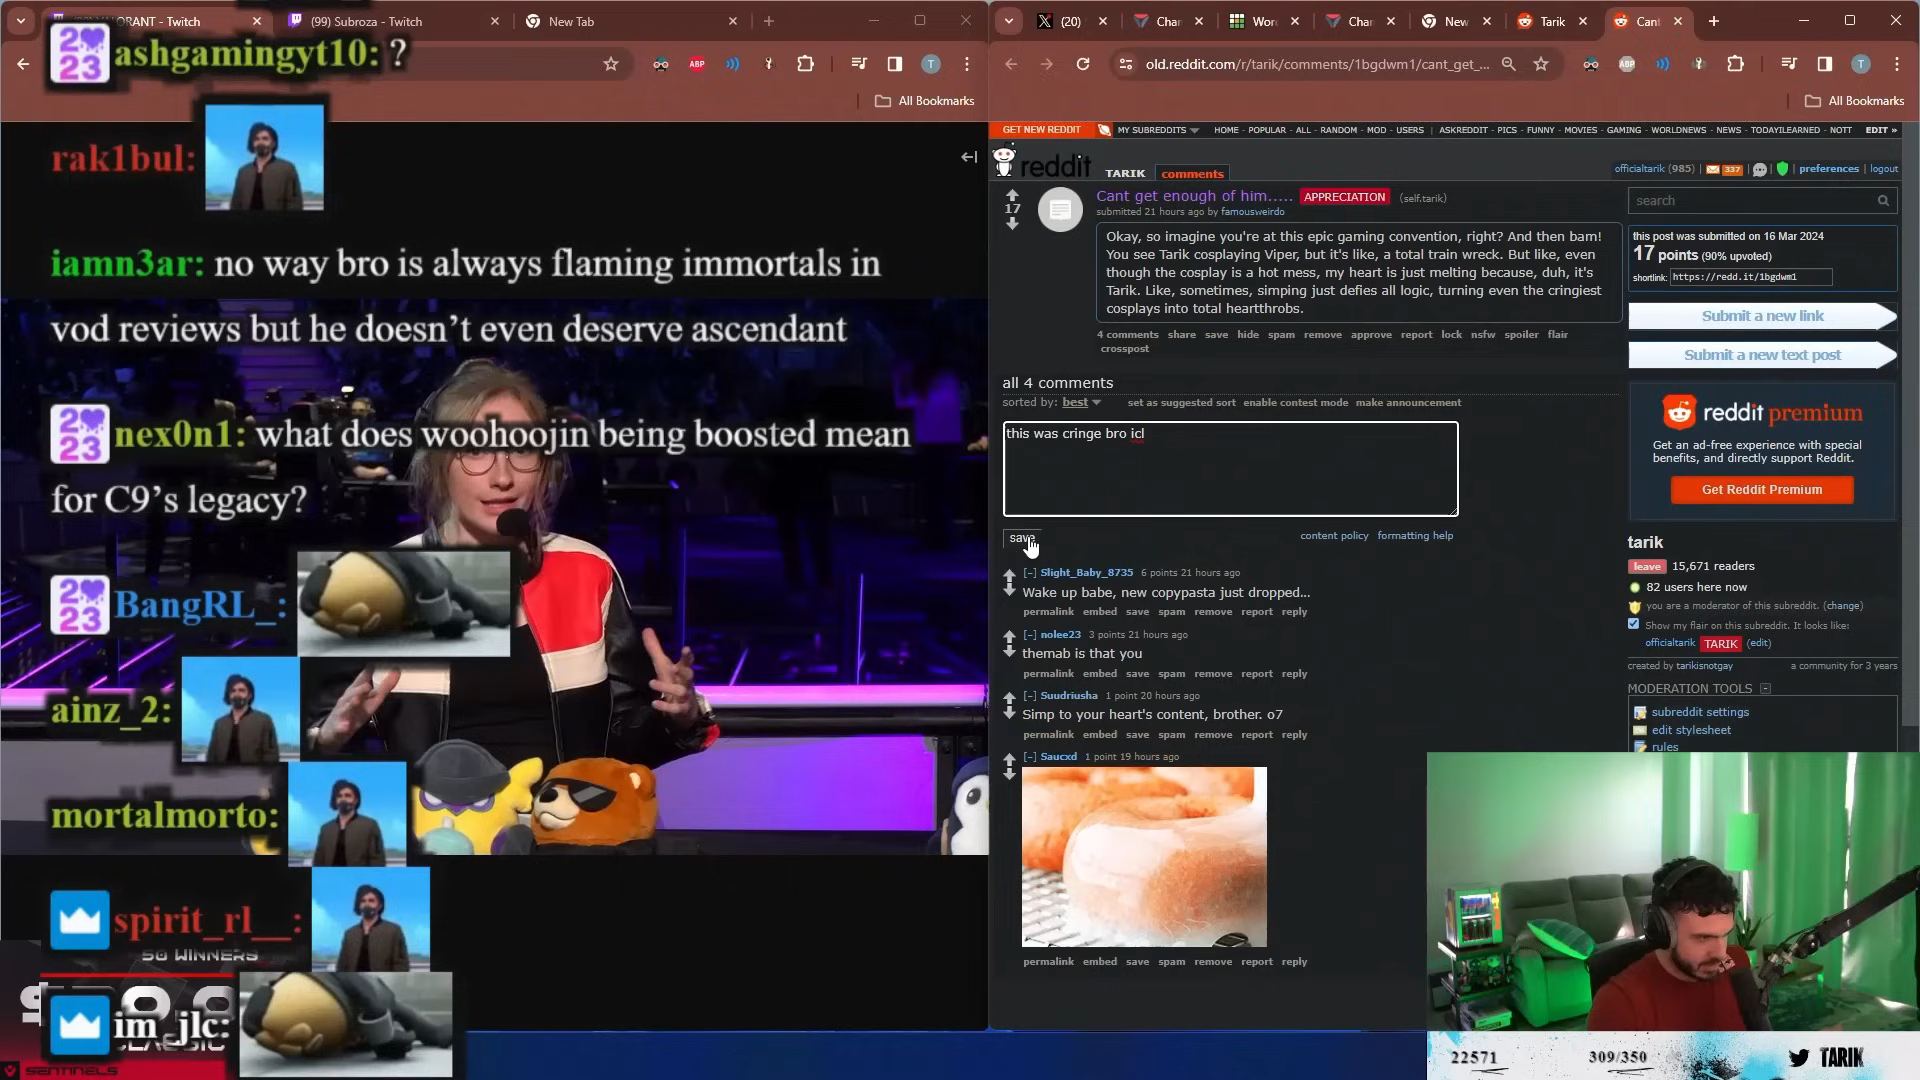 (99) VALORANT - Twitch
(99) Subroza - Twitch
New Tab
All Bookmarks
ashgamingyt10: ?
rak1bul:
iamn3ar: no way bro is always flaming immortals in
vod reviews but he doesn't even deserve ascendant
nex0n1: what does woohoojin being boosted mean
for C9's legacy?
BangRL_:
ainz_2:
mortalmorto:
spirit_rl__:
50 WINNERS
im_jlc:
CLASSIC
SENTINELS
(20)
Char
Wor
Char
New
Tarik
Cant
old.reddit.com/r/tarik/comments/1bgdwm1/cant_get_...
All Bookmarks
GET NEW REDDIT
MY SUBREDDITS
HOME - POPULAR - ALL - RANDOM - MOD - USERS | ASKREDDIT - PICS - FUNNY - MOVIES - GAMING - WORLDNEWS - NEWS - TODAYILEARNED - NOTT
EDIT »
reddit TARIK comments
officialtarik (985) 337 preferences | logout
17
Cant get enough of him..... APPRECIATION (self.tarik)
submitted 21 hours ago by famousweirdo
Okay, so imagine you're at this epic gaming convention, right? And then bam!
You see Tarik cosplaying Viper, but it's like, a total train wreck. But like, even
though the cosplay is a hot mess, my heart is just melting because, duh, it's
Tarik. Like, sometimes, simping just defies all logic, turning even the cringiest
cosplays into total heartthrobs.
4 comments share save hide spam remove approve report lock nsfw spoiler flair
crosspost
all 4 comments
sorted by: best
set as suggested sort enable contest mode make announcement
this was cringe bro icl
save
content policy formatting help
[–] Slight_Baby_8735 6 points 21 hours ago
Wake up babe, new copypasta just dropped...
permalink embed save spam remove report reply
[–] nolee23 3 points 21 hours ago
themab is that you
permalink embed save spam remove report reply
[–] Suudriusha 1 point 20 hours ago
Simp to your heart's content, brother. o7
permalink embed save spam remove report reply
[–] Saucxd 1 point 19 hours ago
permalink embed save spam remove report reply
search
this post was submitted on 16 Mar 2024
17 points (90% upvoted)
shortlink: https://redd.it/1bgdwm1
Submit a new link
Submit a new text post
reddit premium
Get an ad-free experience with special
benefits, and directly support Reddit.
Get Reddit Premium
tarik
leave 15,671 readers
82 users here now
you are a moderator of this subreddit. (change)
Show my flair on this subreddit. It looks like:
officialtarik TARIK (edit)
created by tarikisnotgay
a community for 3 years
MODERATION TOOLS
subreddit settings
edit stylesheet
rules
22571
309/350
TARIK